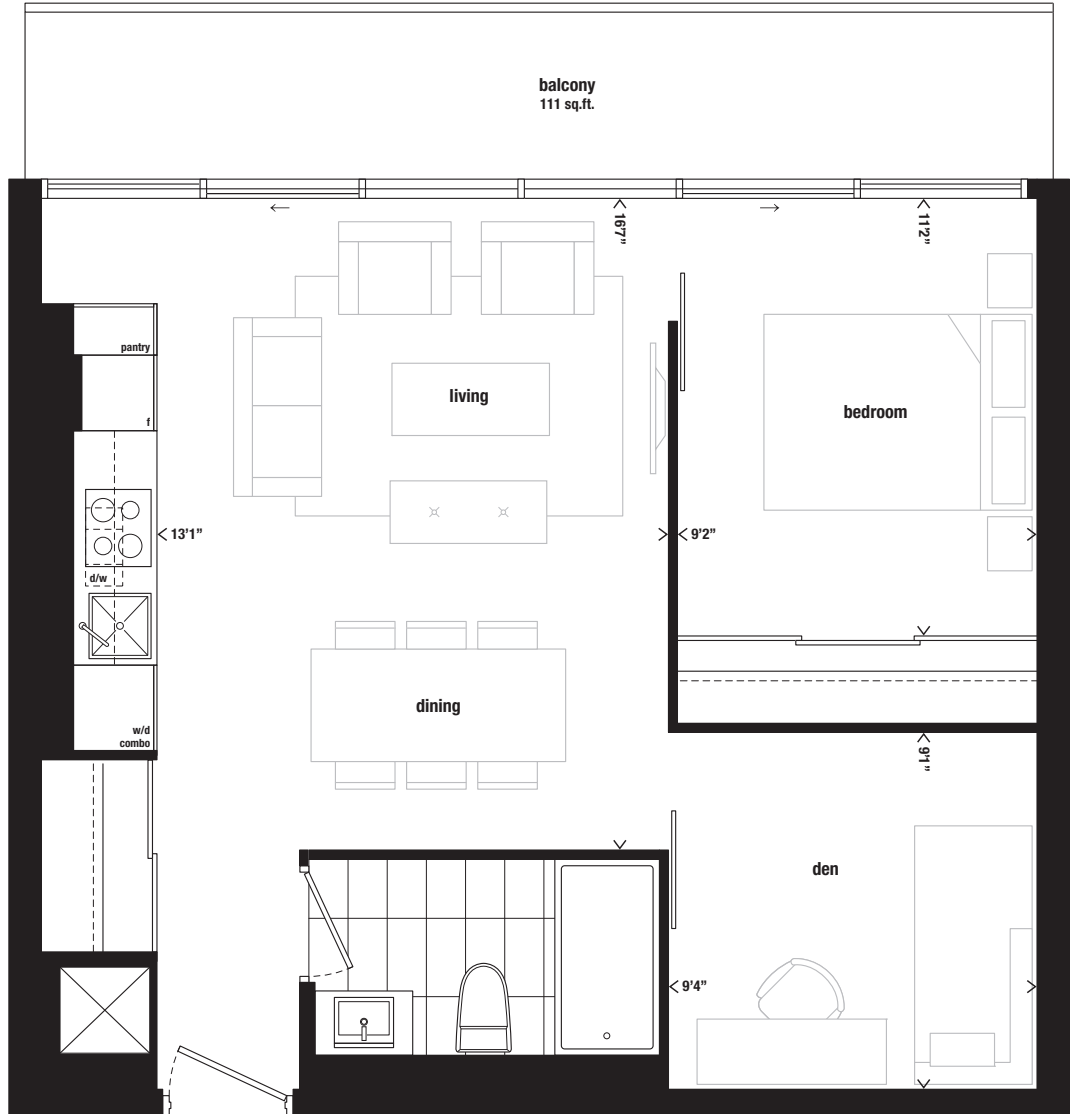 balcony
111 sq.ft.
16'7"
11'2"
pantry
f
living
bedroom
13'1"
9'2"
d/w
dining
w/d
combo
9'1"
den
9'4"